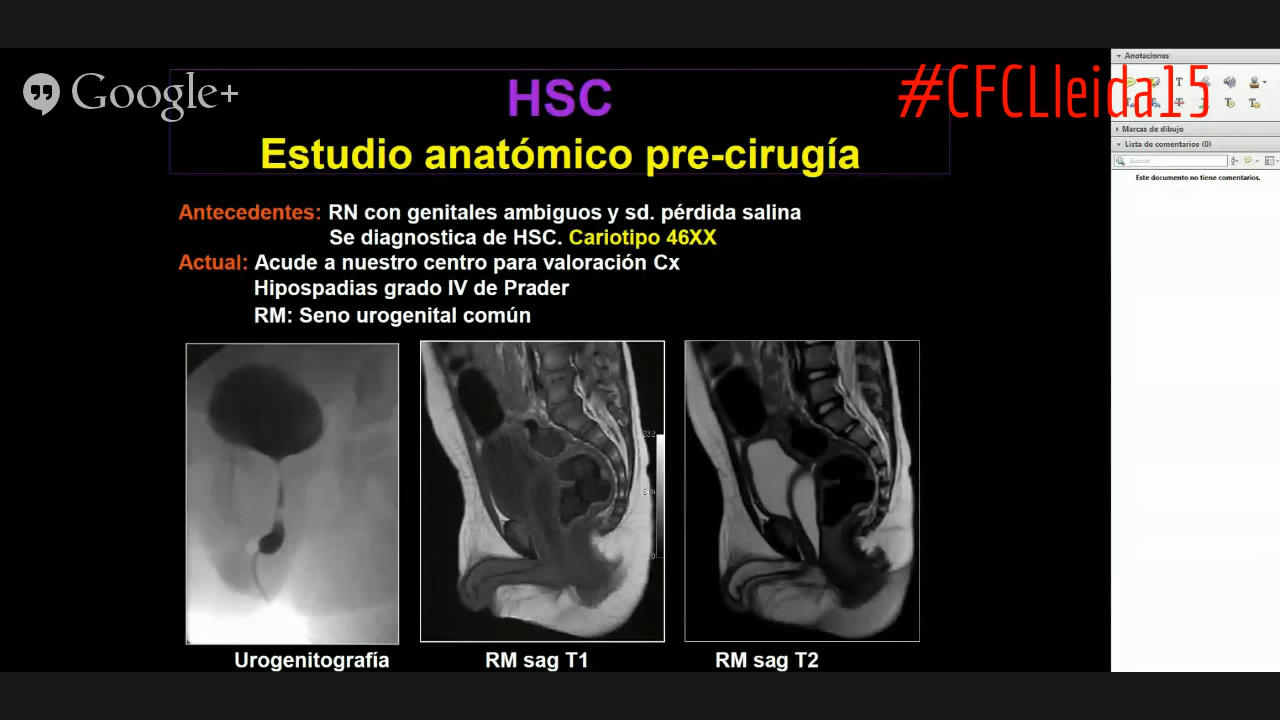 Google+
#CFCLleida15
HSC
Estudio anatómico pre-cirugía
Antecedentes: RN con genitales ambiguos y sd. pérdida salina
Se diagnostica de HSC. Cariotipo 46XX
Actual: Acude a nuestro centro para valoración Cx
Hipospadias grado IV de Prader
RM: Seno urogenital común
Urogenitografía
RM sag T1
RM sag T2
Anotaciones
Marcas de dibujo
Lista de comentarios (0)
Buscar
Este documento no tiene comentarios.